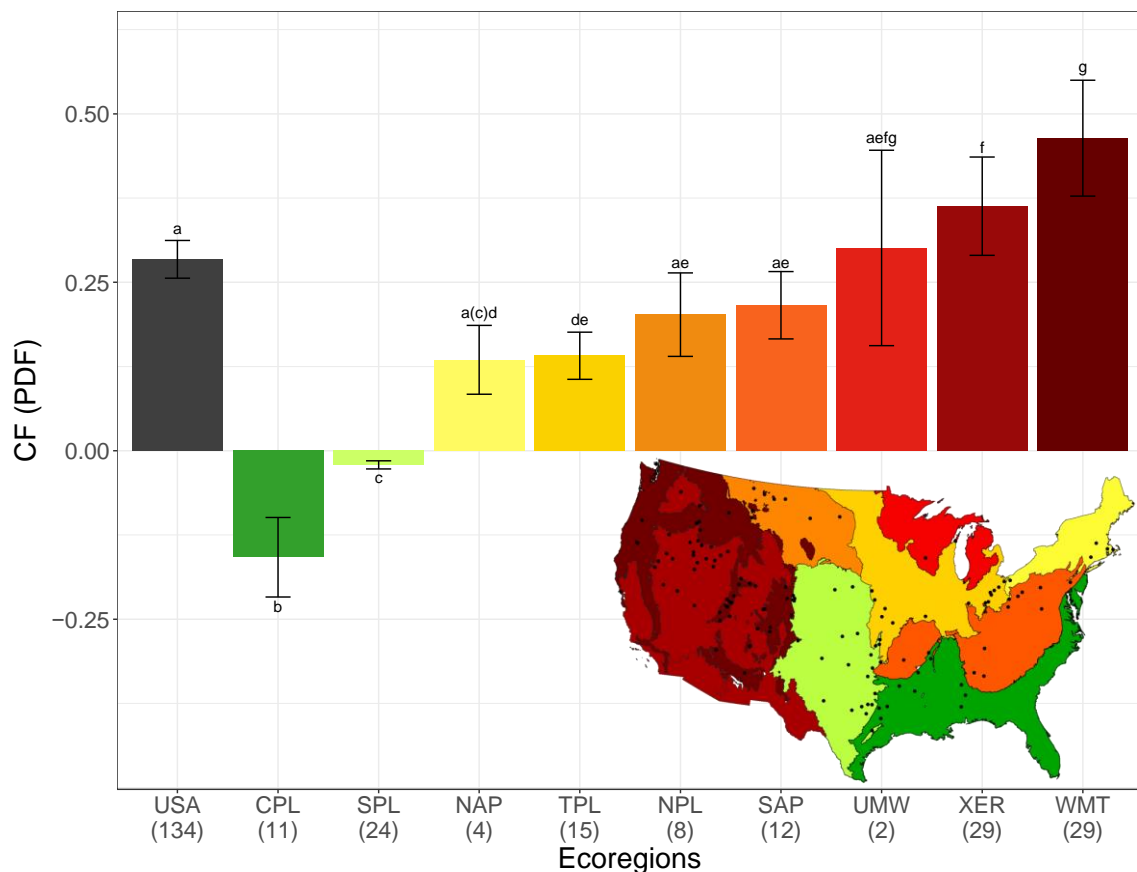 g
0.50
aefg
f
a
0.25
ae
ae
a(c)d
de
CF (PDF)
0.00
c
−0.25
b
USA CPL SPL NAP TPL NPL SAP UMW XER WMT
(134) (11) (24) (4) (15) (8) (12) (2) (29) (29)
Ecoregions